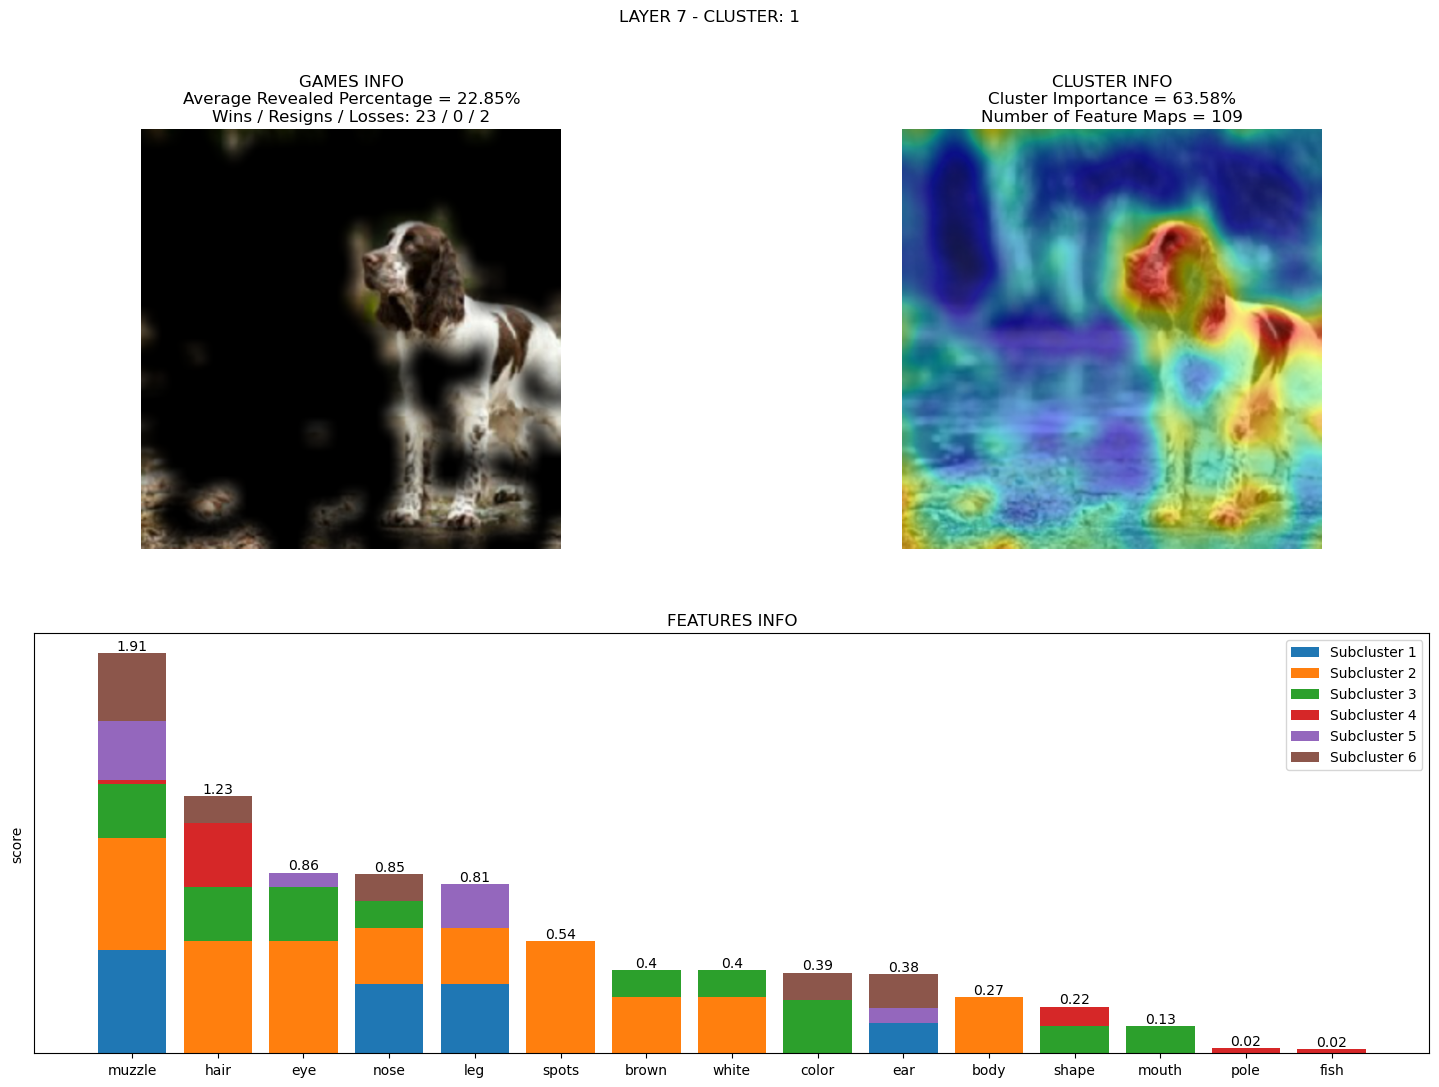 LAYER 7 - CLUSTER: 1
GAMES INFO
Average Revealed Percentage = 22.85%
Wins / Resigns / Losses: 23 / 0 / 2
CLUSTER INFO
Cluster Importance = 63.58%
Number of Feature Maps = 109
FEATURES INFO
score
1.91
1.23
0.86
0.85
0.81
0.54
0.4
0.4
0.39
0.38
0.27
0.22
0.13
0.02
0.02
Subcluster 1
Subcluster 2
Subcluster 3
Subcluster 4
Subcluster 5
Subcluster 6
muzzle hair eye nose leg spots brown white color ear body shape mouth pole fish